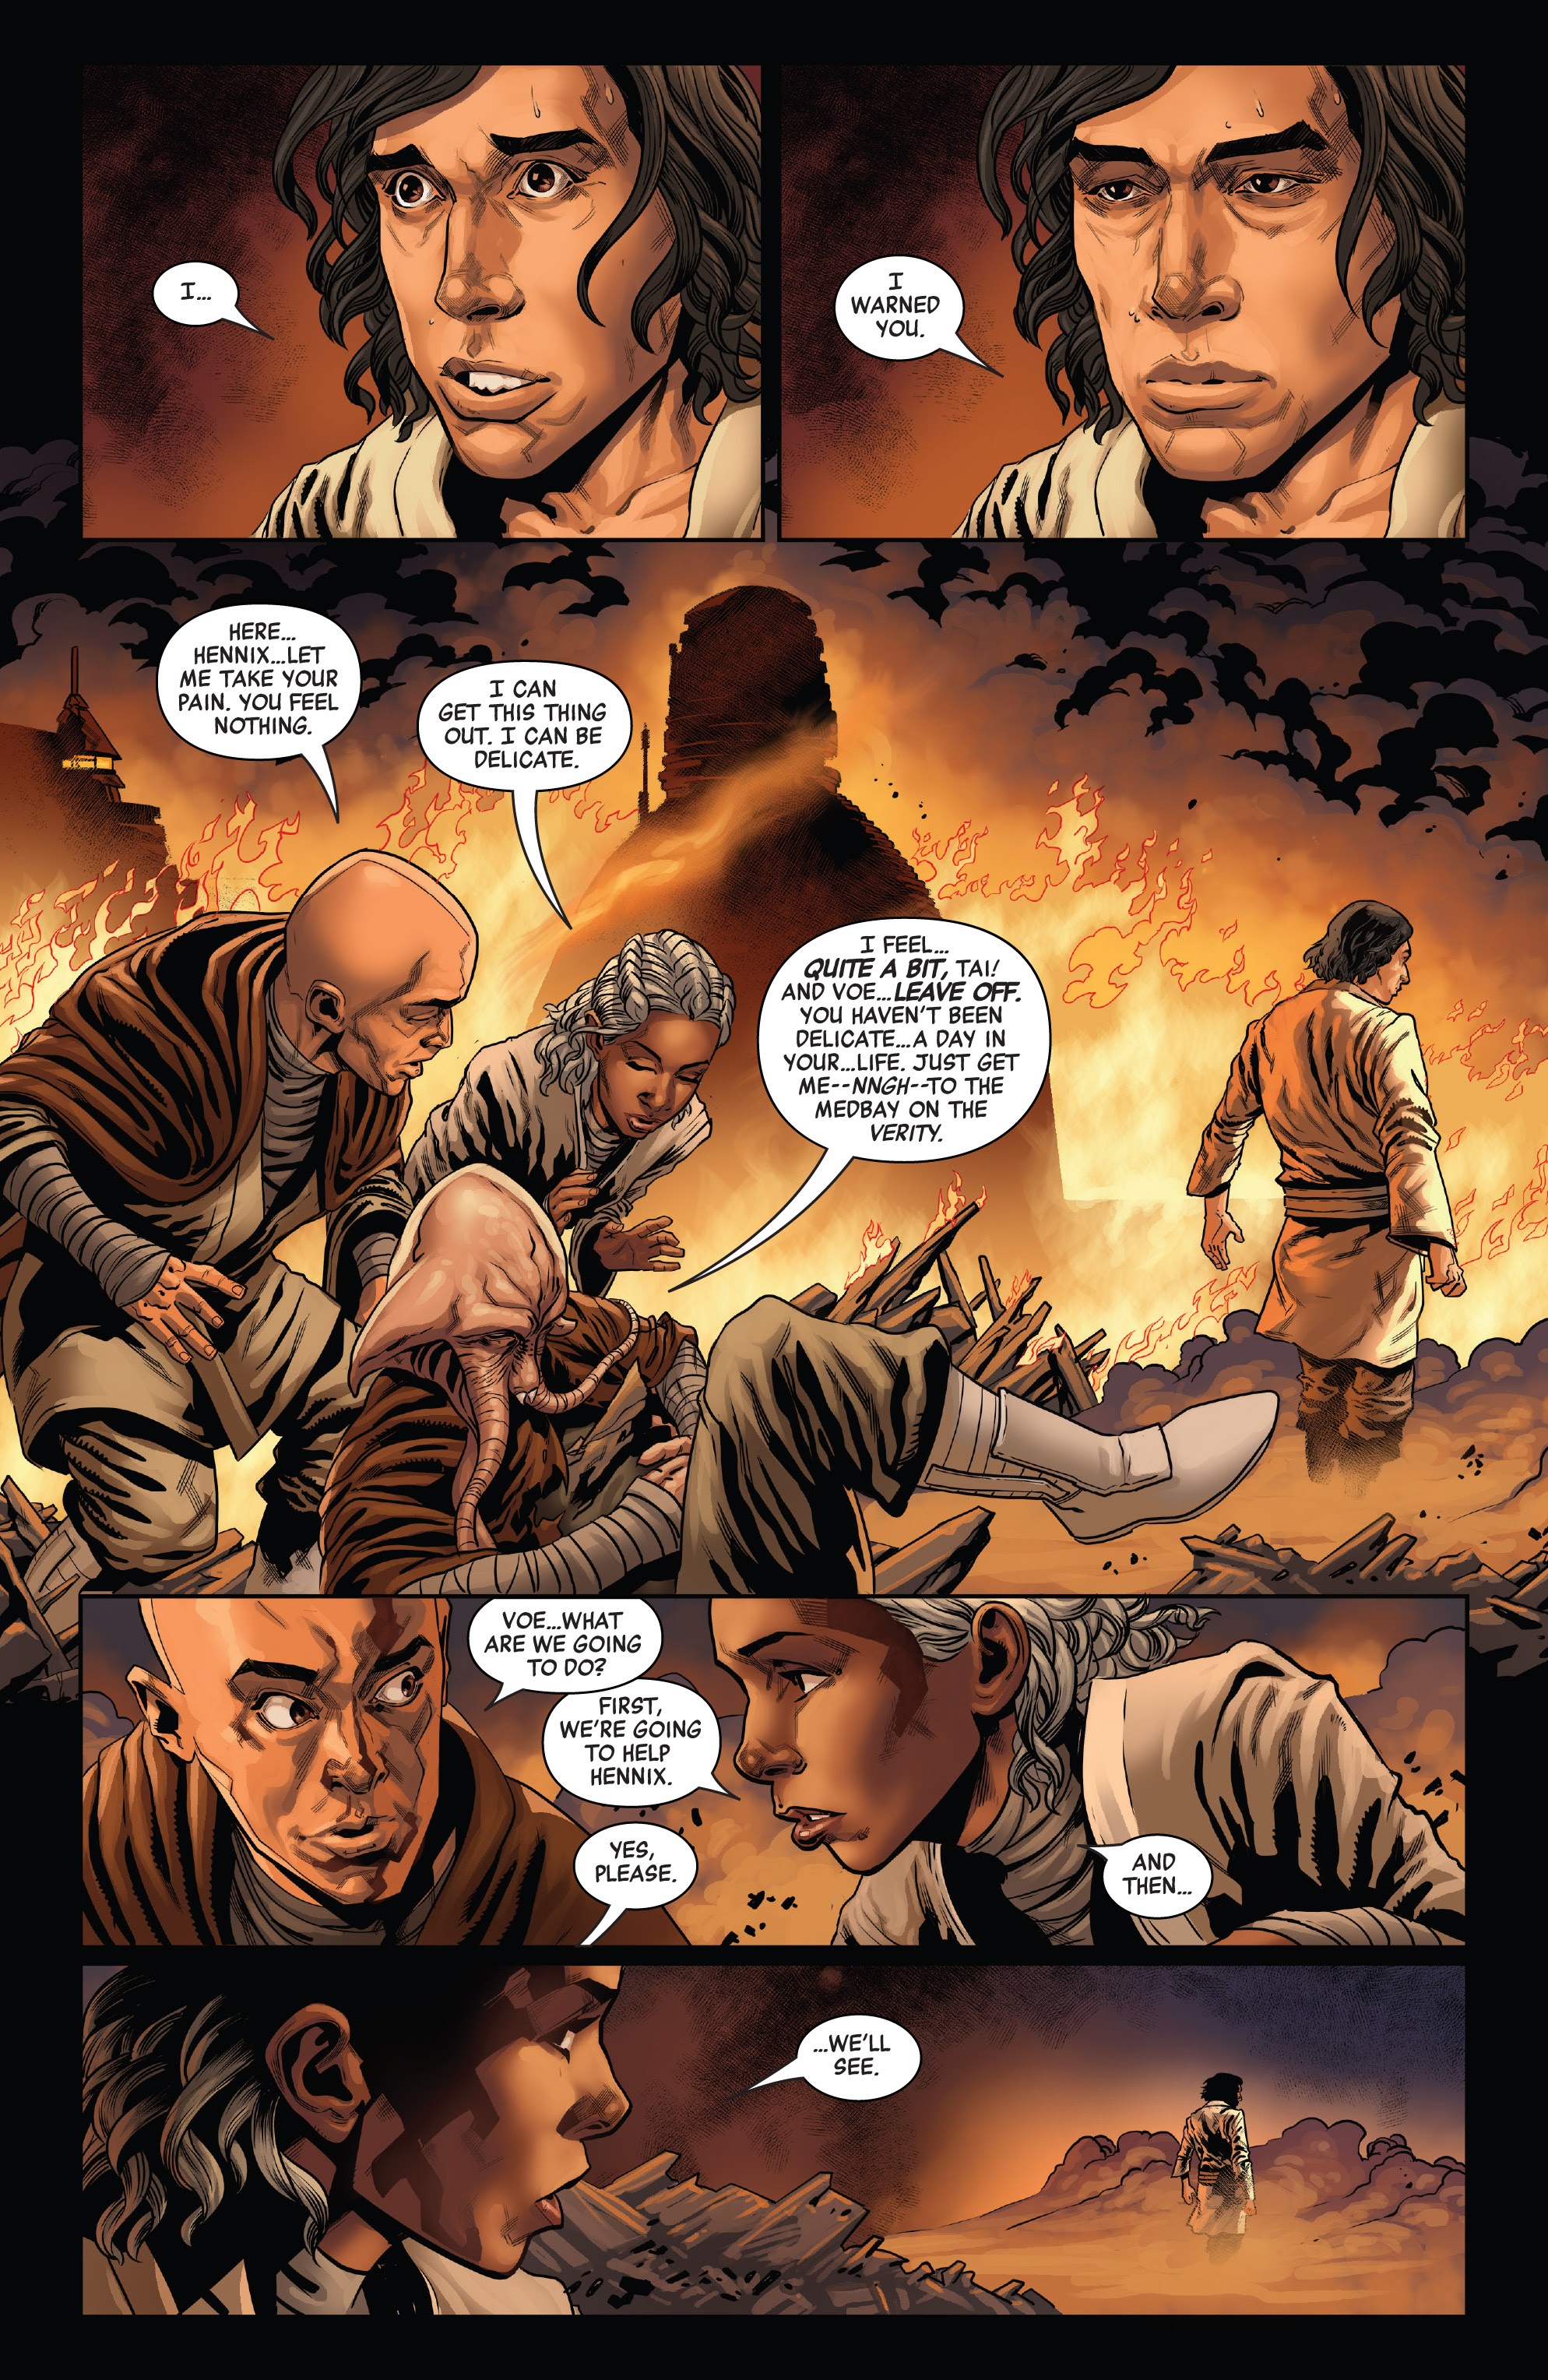 I...
I
WARNED
YOU.
HERE...
HENNIX...LET
ME TAKE YOUR
PAIN. YOU FEEL
NOTHING.
I CAN
GET THIS THING
OUT. I CAN BE
DELICATE.
I FEEL...
QUITE A BIT, TAI!
AND VOE...LEAVE OFF.
YOU HAVEN'T BEEN
DELICATE...A DAY IN
YOUR...LIFE. JUST GET
ME--NNGH--TO THE
MEDBAY ON THE
VERITY.
VOE...WHAT
ARE WE GOING
TO DO?
FIRST,
WE'RE GOING
TO HELP
HENNIX.
YES,
PLEASE.
AND
THEN...
...WE'LL
SEE.